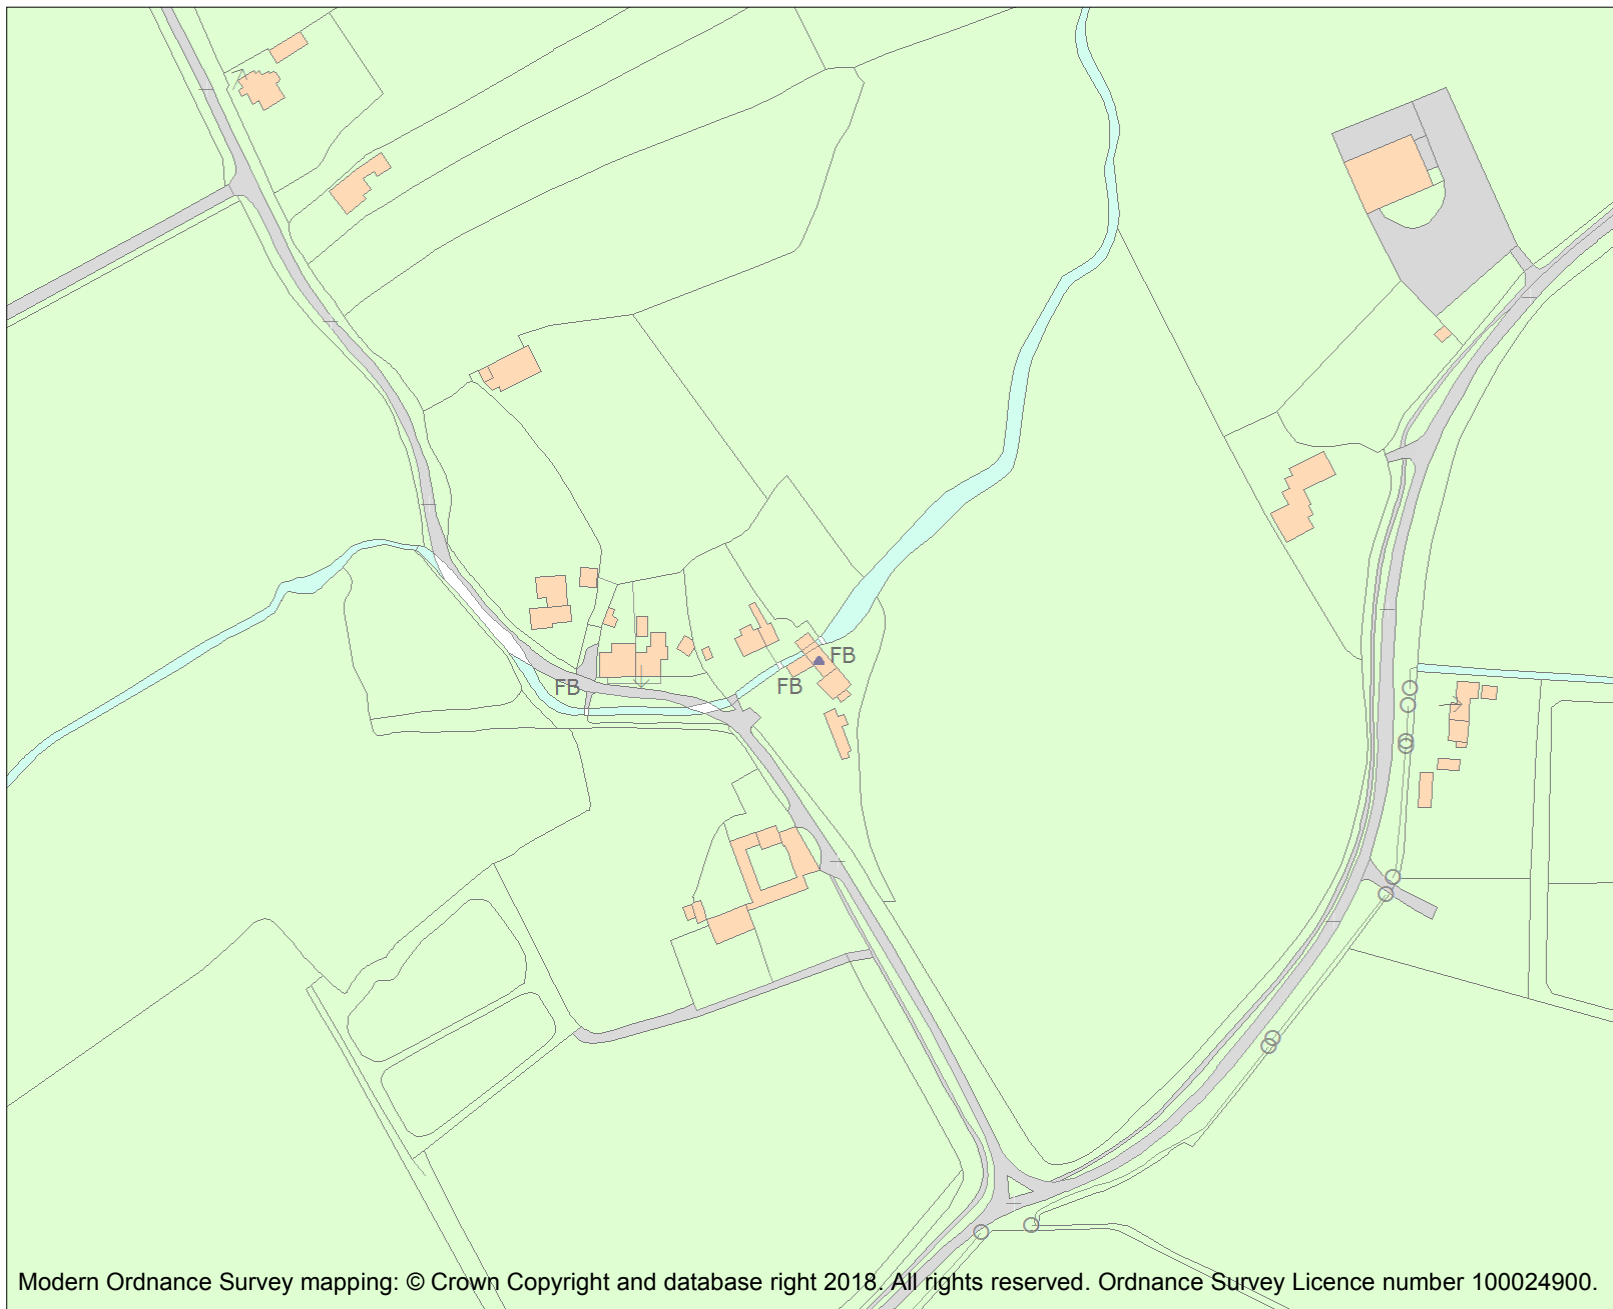 FB
FB
FB
Modern Ordnance Survey mapping: © Crown Copyright and database right 2018. All rights reserved. Ordnance Survey Licence number 100024900.